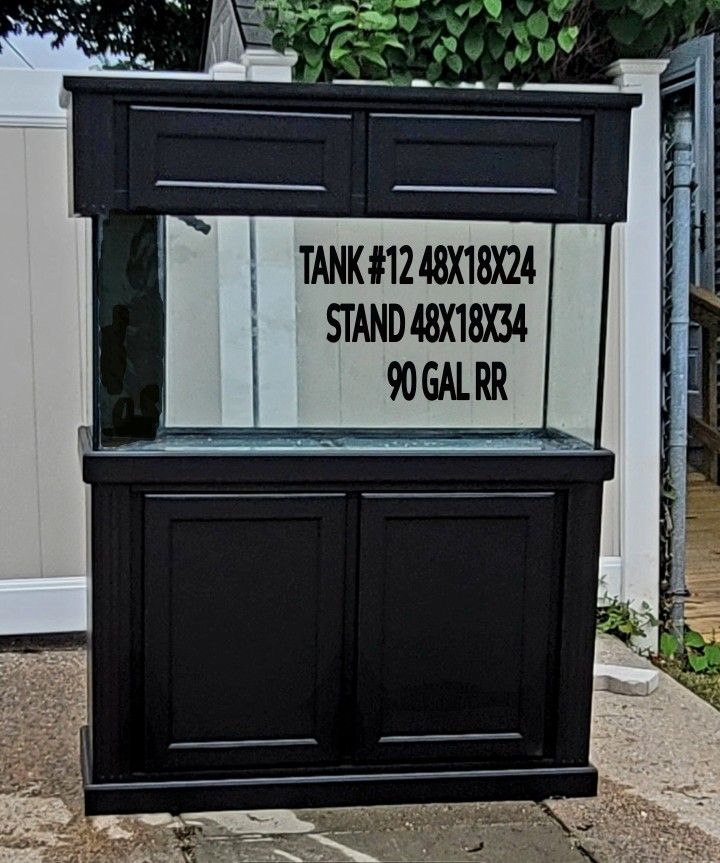 TANK #12 48X18X24
STAND 48X18X34
90 GAL RR